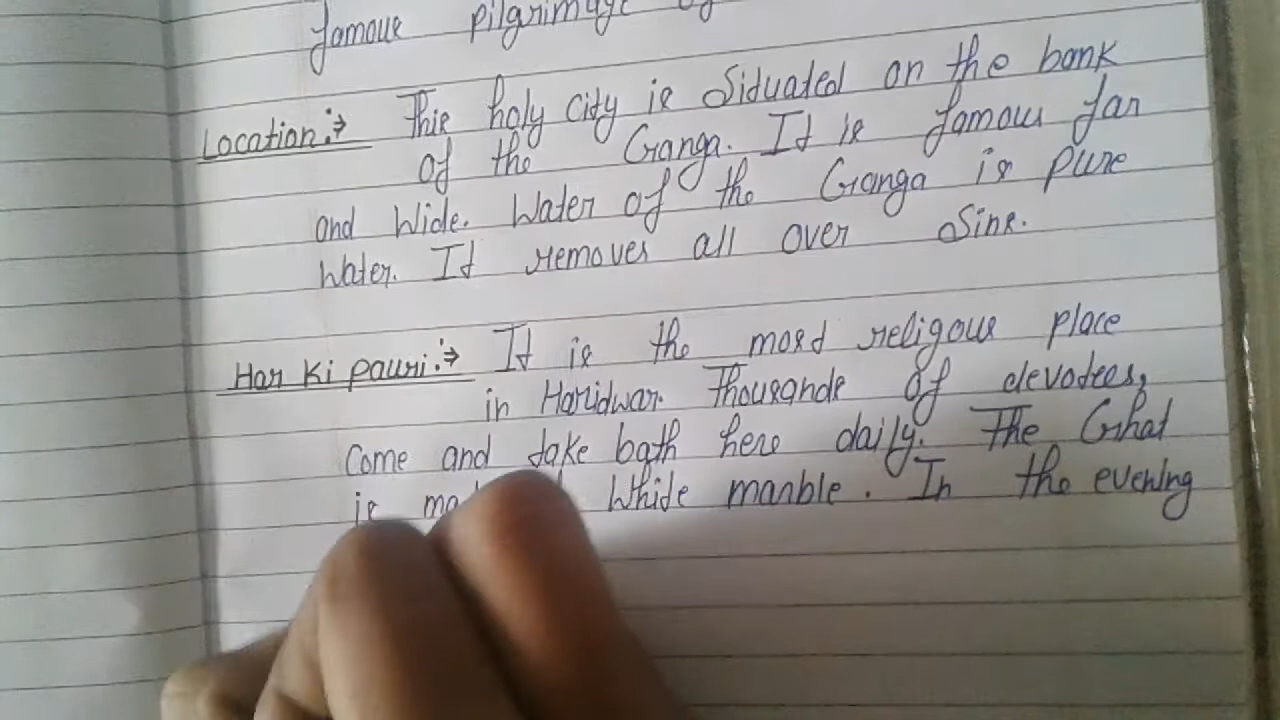 famous pilgrimage of
Location:→ This holy city is situated on the bank
of the Ganga. It is famous far
and Wide. Water of the Ganga is pure
Water. It removes all over Sins.
Har Ki pauri:→ It is the most religous place
in Haridwar. Thousands of devotees,
Come and take bath here daily. The Ghat
is White marble. In the evening